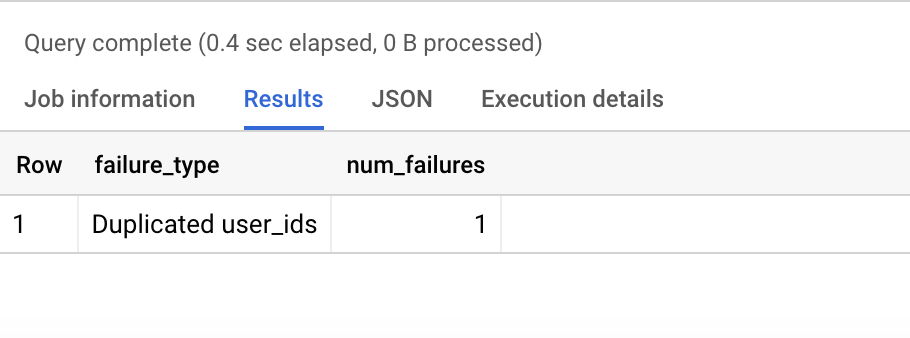 Query complete (0.4 sec elapsed, 0 B processed)
Job information Results JSON Execution details
Row failure_type num_failures
1 Duplicated user_ids 1